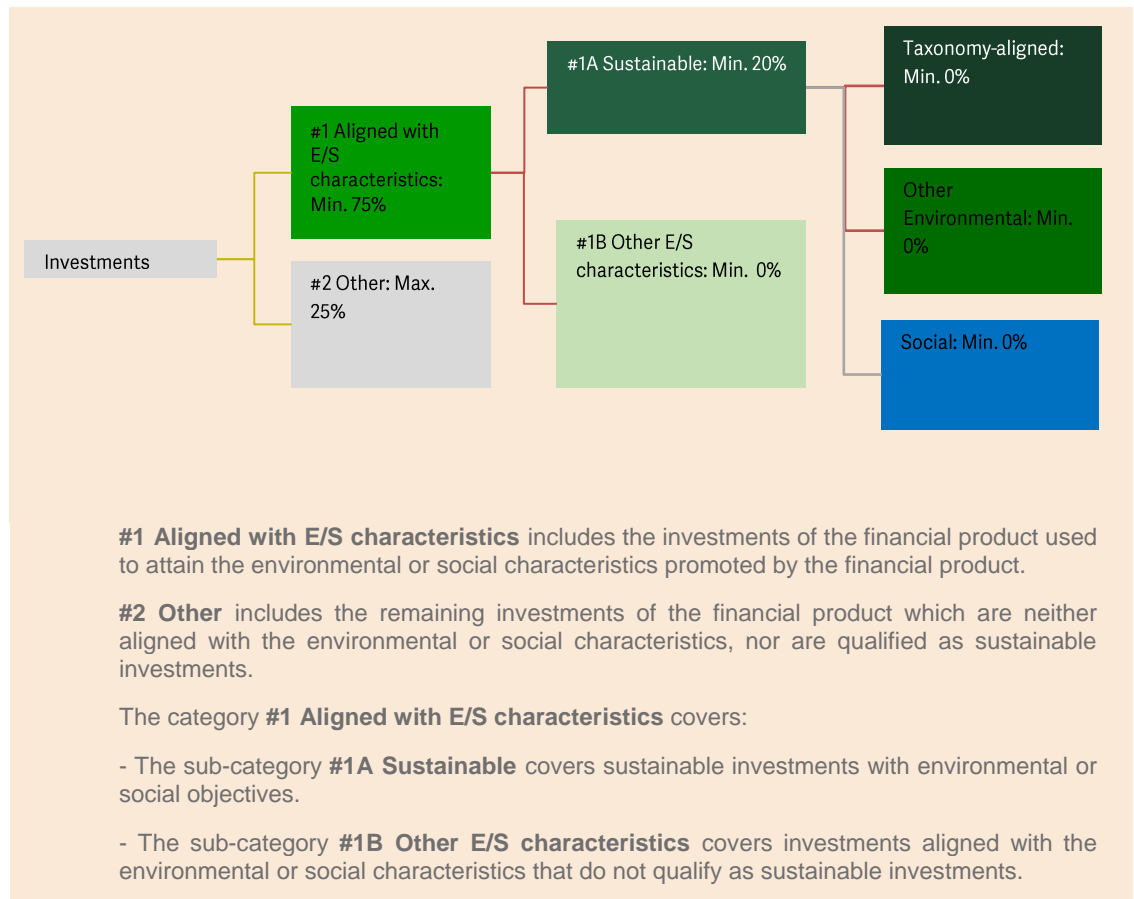 Investments
#1 Aligned with
E/S
characteristics:
Min. 75%
#2 Other: Max.
25%
#1A Sustainable: Min. 20%
#1B Other E/S
characteristics: Min. 0%
Taxonomy-aligned:
Min. 0%
Other
Environmental: Min.
0%
Social: Min. 0%
#1 Aligned with E/S characteristics includes the investments of the financial product used
to attain the environmental or social characteristics promoted by the financial product.
#2 Other includes the remaining investments of the financial product which are neither
aligned with the environmental or social characteristics, nor are qualified as sustainable
investments.
The category #1 Aligned with E/S characteristics covers:
- The sub-category #1A Sustainable covers sustainable investments with environmental or
social objectives.
- The sub-category #1B Other E/S characteristics covers investments aligned with the
environmental or social characteristics that do not qualify as sustainable investments.